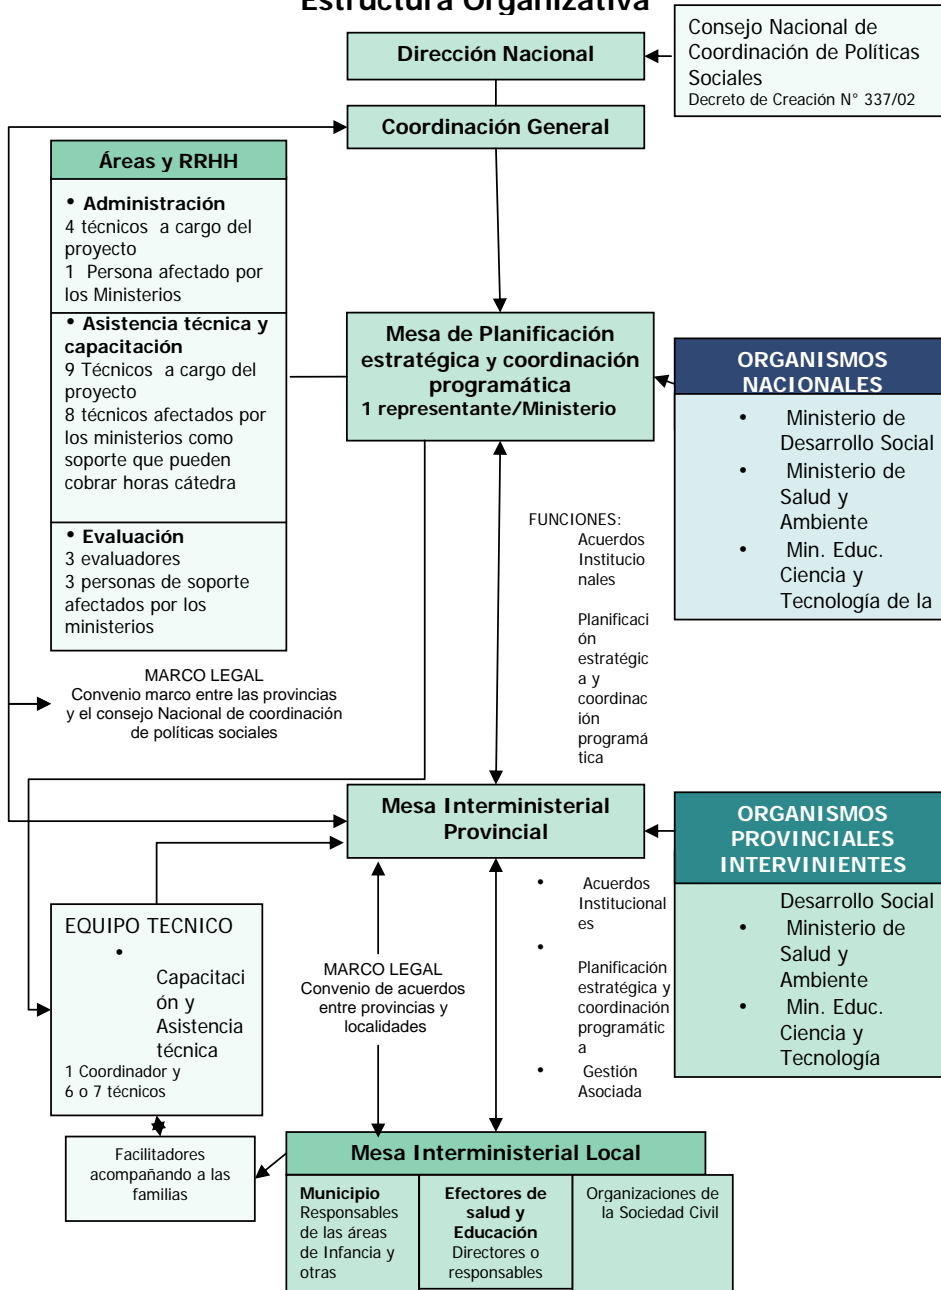 Estructura Organizativa
Consejo Nacional de
Coordinación de Políticas
Sociales
Decreto de Creación N° 337/02
Dirección Nacional
Coordinación General
Áreas y RRHH
• Administración
4 técnicos a cargo del
proyecto
1 Persona afectado por
los Ministerios
• Asistencia técnica y
capacitación
9 Técnicos a cargo del
proyecto
8 técnicos afectados por
los ministerios como
soporte que pueden
cobrar horas cátedra
• Evaluación
3 evaluadores
3 personas de soporte
afectados por los
ministerios
Mesa de Planificación
estratégica y coordinación
programática
1 representante/Ministerio
ORGANISMOS
NACIONALES
• Ministerio de
Desarrollo Social
• Ministerio de
Salud y
Ambiente
• Min. Educ.
Ciencia y
Tecnología de la
FUNCIONES:
Acuerdos
Institucio
nales
Planificaci
ón
estratégic
a y
coordinac
ión
programá
tica
MARCO LEGAL
Convenio marco entre las provincias
y el consejo Nacional de coordinación
de políticas sociales
Mesa Interministerial
Provincial
ORGANISMOS
PROVINCIALES
INTERVINIENTES
Desarrollo Social
• Ministerio de
Salud y
Ambiente
• Min. Educ.
Ciencia y
Tecnología
• Acuerdos
Institucional
es
•
Planificación
estratégica y
coordinación
programátic
a
• Gestión
Asociada
MARCO LEGAL
Convenio de acuerdos
entre provincias y
localidades
EQUIPO TECNICO
•
Capacitaci
ón y
Asistencia
técnica
1 Coordinador y
6 o 7 técnicos
Facilitadores
acompañando a las
familias
Mesa Interministerial Local
Municipio
Responsables
de las áreas
de Infancia y
otras
Efectores de
salud y
Educación
Directores o
responsables
Organizaciones de
la Sociedad Civil